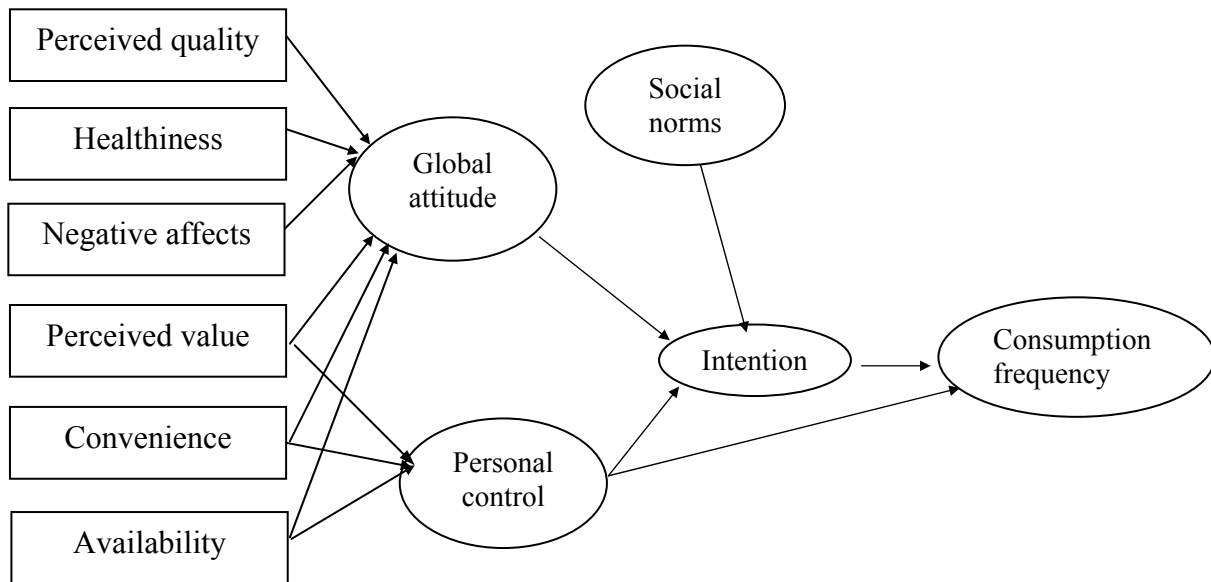 Perceived quality
Healthiness
Negative affects
Perceived value
Convenience
Availability
Global
attitude
Personal
control
Social
norms
Intention
Consumption
frequency